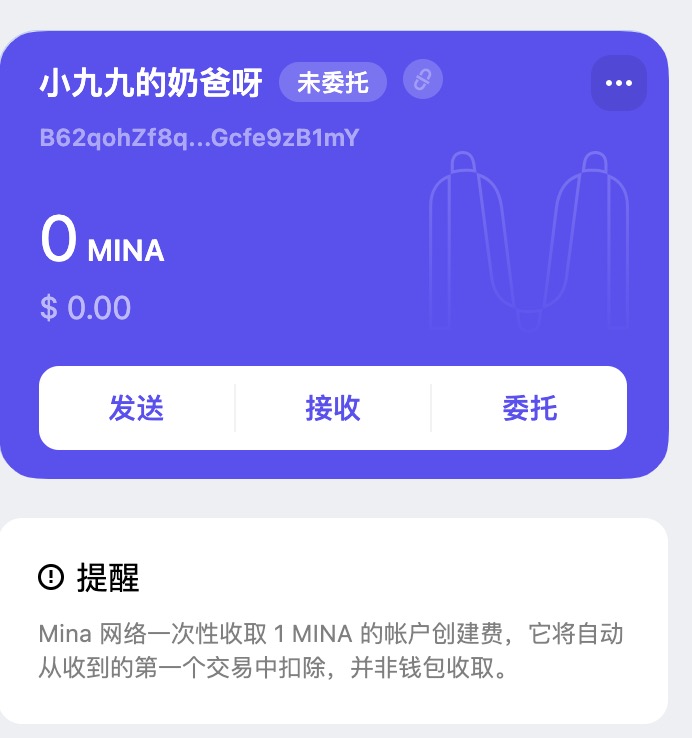 小九九的奶爸呀 未委托
B62qohZf8q...Gcfe9zB1mY
0 MINA
$ 0.00
发送 接收 委托
提醒
Mina 网络一次性收取 1 MINA 的帐户创建费，它将自动
从收到的第一个交易中扣除，并非钱包收取。